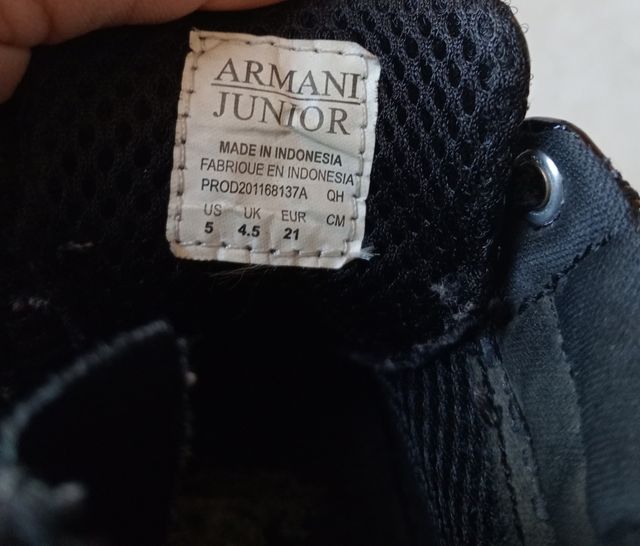 ARMANI
JUNIOR
MADE IN INDONESIA
FABRIQUE EN INDONESIA
PROD201168137A QH
US UK EUR CM
5 4.5 21